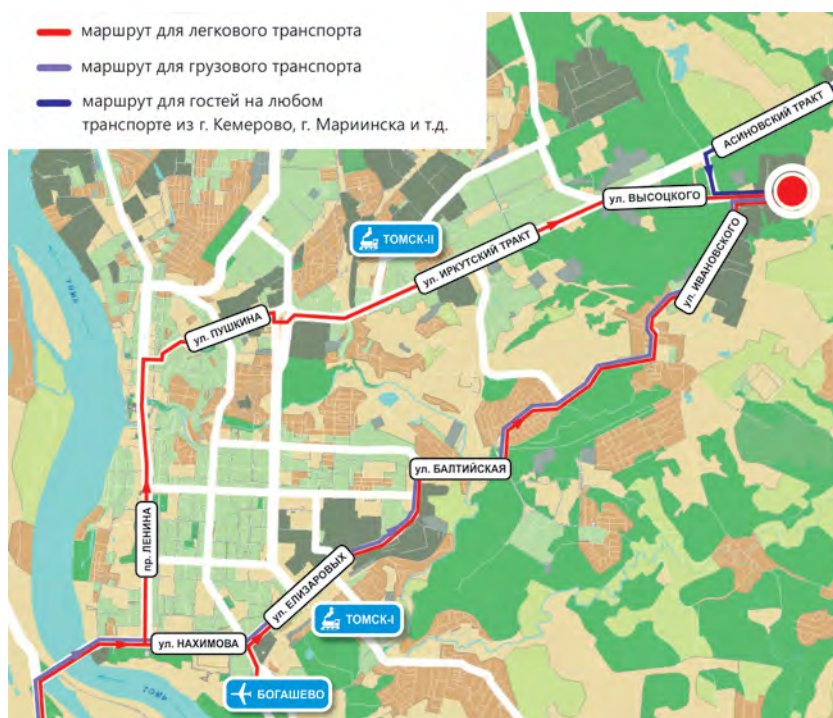 маршрут для легкового транспорта
маршрут для грузового транспорта
маршрут для гостей на любом
транспорте из г. Кемерово, г. Мариинска и т.д.
АСИНОВСКИЙ ТРАКТ
ул. ВЫСОЦКОГО
ТОМСК-II
ул. ИРКУТСКИЙ ТРАКТ
ул. ИВАНОВСКОГО
ТОМЬ
ул. ПУШКИНА
ул. БАЛТИЙСКАЯ
пр. ЛЕНИНА
ул. ЕЛИЗАРОВЫХ
ТОМСК-I
ул. НАХИМОВА
ТОМЬ
БОГАШЕВО